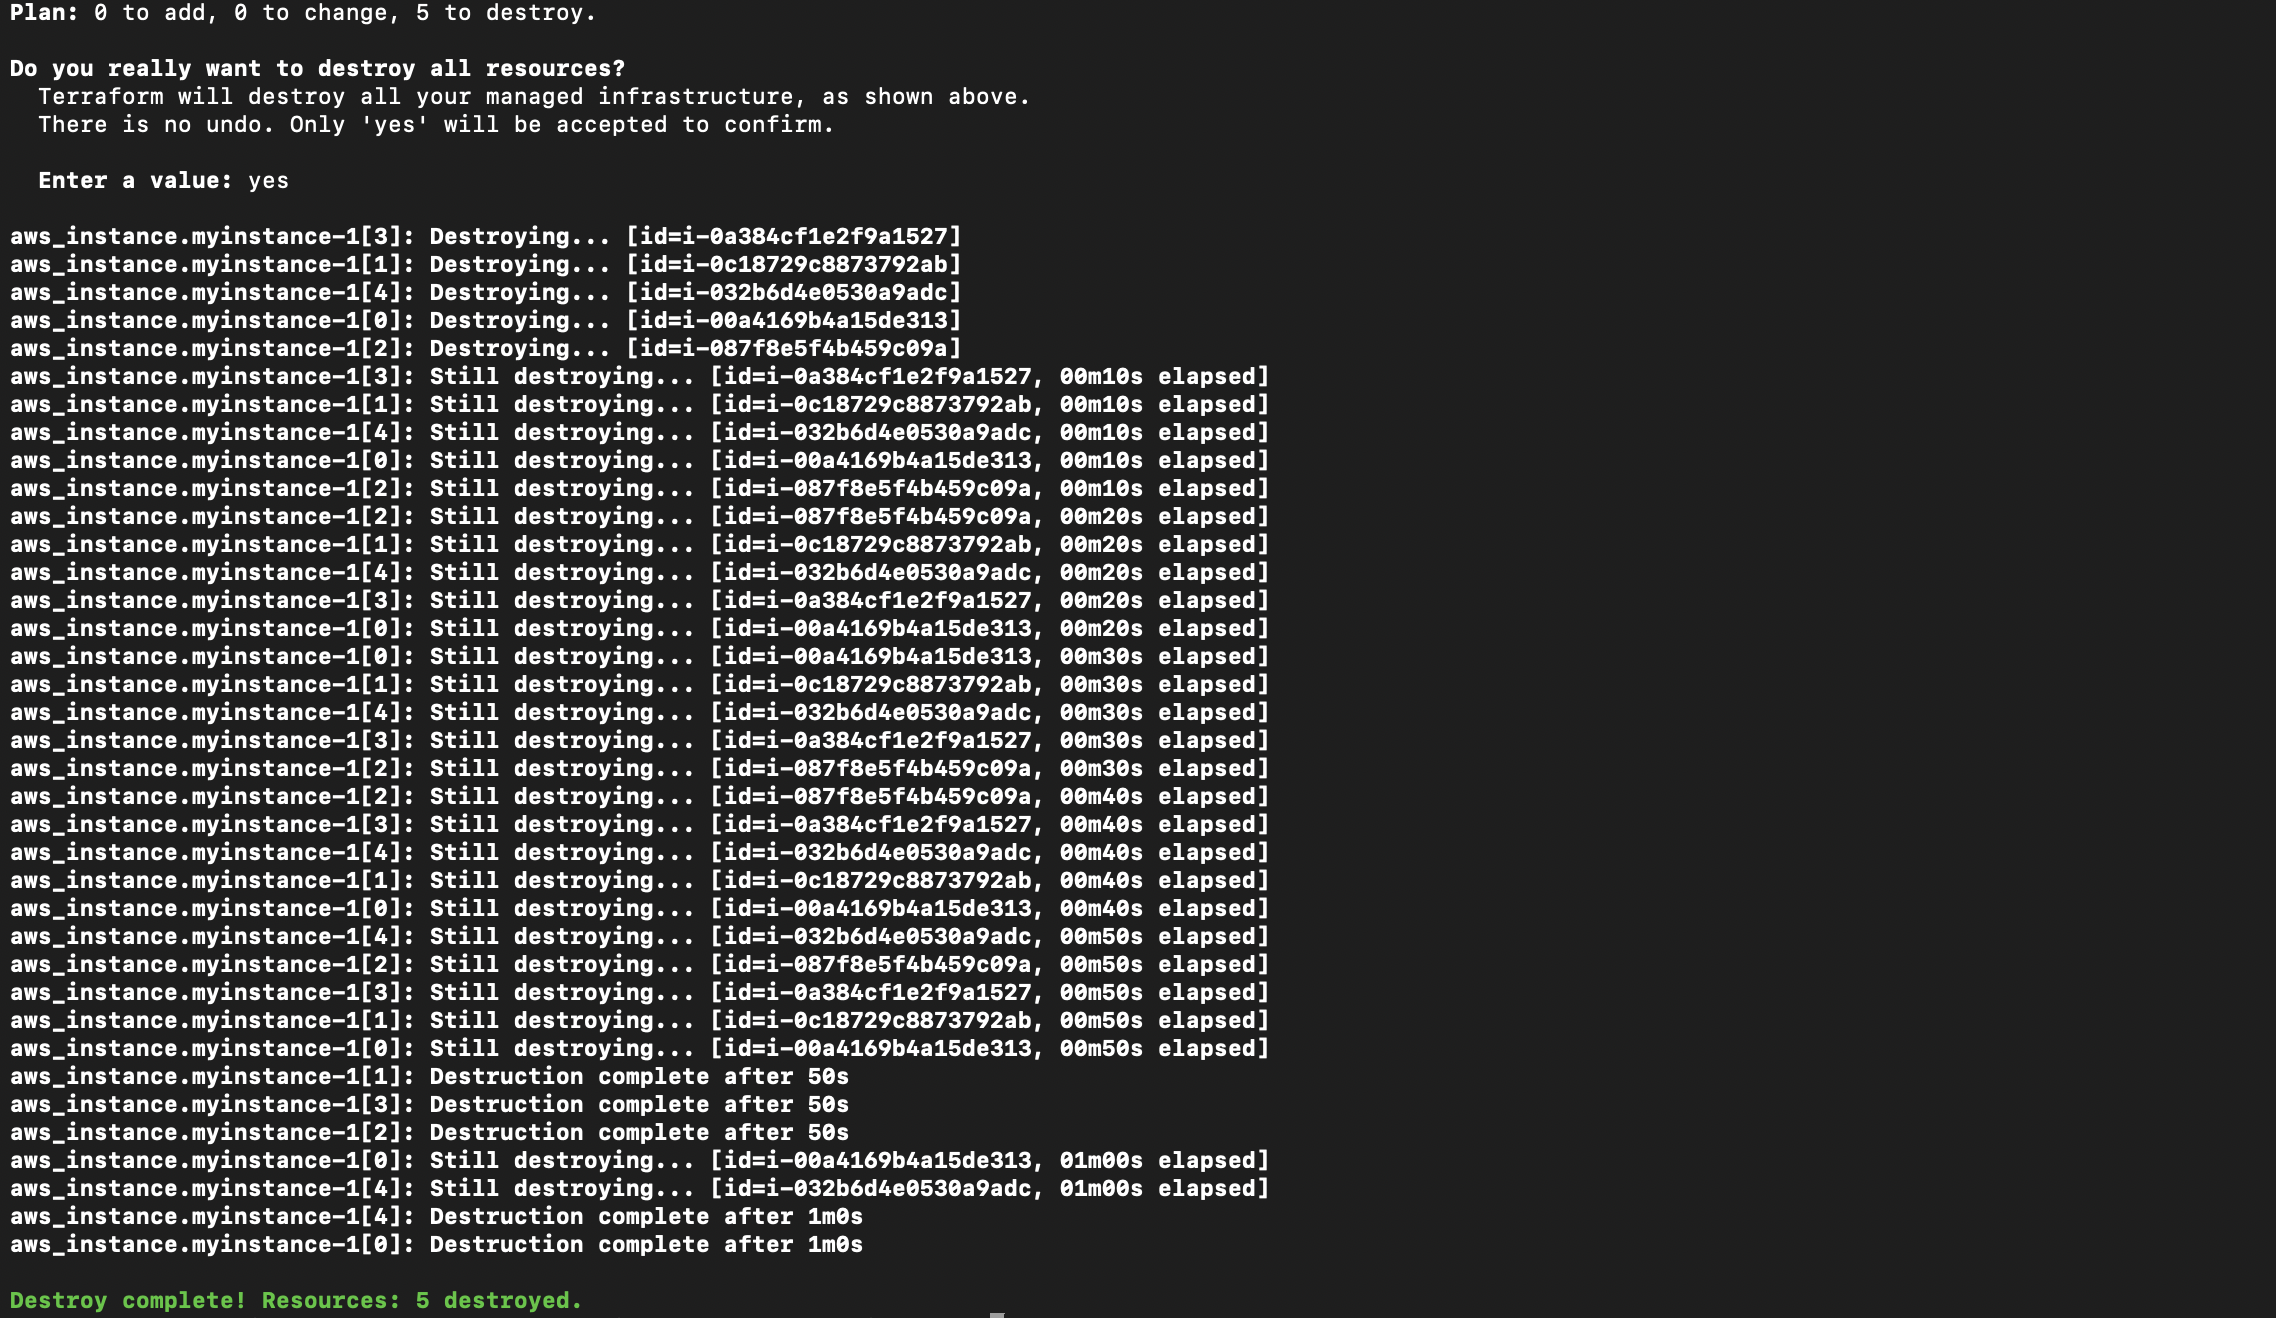 Plan: 0 to add, 0 to change, 5 to destroy.
Do you really want to destroy all resources?
Terraform will destroy all your managed infrastructure, as shown above.
There is no undo. Only 'yes' will be accepted to confirm.
Enter a value: yes
aws_instance.myinstance-1[3]: Destroying... [id=i-0a384cf1e2f9a1527]
aws_instance.myinstance-1[1]: Destroying... [id=i-0c18729c8873792ab]
aws_instance.myinstance-1[4]: Destroying... [id=i-032b6d4e0530a9adc]
aws_instance.myinstance-1[0]: Destroying... [id=i-00a4169b4a15de313]
aws_instance.myinstance-1[2]: Destroying... [id=i-087f8e5f4b459c09a]
aws_instance.myinstance-1[3]: Still destroying... [id=i-0a384cf1e2f9a1527, 00m10s elapsed]
aws_instance.myinstance-1[1]: Still destroying... [id=i-0c18729c8873792ab, 00m10s elapsed]
aws_instance.myinstance-1[4]: Still destroying... [id=i-032b6d4e0530a9adc, 00m10s elapsed]
aws_instance.myinstance-1[0]: Still destroying... [id=i-00a4169b4a15de313, 00m10s elapsed]
aws_instance.myinstance-1[2]: Still destroying... [id=i-087f8e5f4b459c09a, 00m10s elapsed]
aws_instance.myinstance-1[2]: Still destroying... [id=i-087f8e5f4b459c09a, 00m20s elapsed]
aws_instance.myinstance-1[1]: Still destroying... [id=i-0c18729c8873792ab, 00m20s elapsed]
aws_instance.myinstance-1[4]: Still destroying... [id=i-032b6d4e0530a9adc, 00m20s elapsed]
aws_instance.myinstance-1[3]: Still destroying... [id=i-0a384cf1e2f9a1527, 00m20s elapsed]
aws_instance.myinstance-1[0]: Still destroying... [id=i-00a4169b4a15de313, 00m20s elapsed]
aws_instance.myinstance-1[0]: Still destroying... [id=i-00a4169b4a15de313, 00m30s elapsed]
aws_instance.myinstance-1[1]: Still destroying... [id=i-0c18729c8873792ab, 00m30s elapsed]
aws_instance.myinstance-1[4]: Still destroying... [id=i-032b6d4e0530a9adc, 00m30s elapsed]
aws_instance.myinstance-1[3]: Still destroying... [id=i-0a384cf1e2f9a1527, 00m30s elapsed]
aws_instance.myinstance-1[2]: Still destroying... [id=i-087f8e5f4b459c09a, 00m30s elapsed]
aws_instance.myinstance-1[2]: Still destroying... [id=i-087f8e5f4b459c09a, 00m40s elapsed]
aws_instance.myinstance-1[3]: Still destroying... [id=i-0a384cf1e2f9a1527, 00m40s elapsed]
aws_instance.myinstance-1[4]: Still destroying... [id=i-032b6d4e0530a9adc, 00m40s elapsed]
aws_instance.myinstance-1[1]: Still destroying... [id=i-0c18729c8873792ab, 00m40s elapsed]
aws_instance.myinstance-1[0]: Still destroying... [id=i-00a4169b4a15de313, 00m40s elapsed]
aws_instance.myinstance-1[4]: Still destroying... [id=i-032b6d4e0530a9adc, 00m50s elapsed]
aws_instance.myinstance-1[2]: Still destroying... [id=i-087f8e5f4b459c09a, 00m50s elapsed]
aws_instance.myinstance-1[3]: Still destroying... [id=i-0a384cf1e2f9a1527, 00m50s elapsed]
aws_instance.myinstance-1[1]: Still destroying... [id=i-0c18729c8873792ab, 00m50s elapsed]
aws_instance.myinstance-1[0]: Still destroying... [id=i-00a4169b4a15de313, 00m50s elapsed]
aws_instance.myinstance-1[1]: Destruction complete after 50s
aws_instance.myinstance-1[3]: Destruction complete after 50s
aws_instance.myinstance-1[2]: Destruction complete after 50s
aws_instance.myinstance-1[0]: Still destroying... [id=i-00a4169b4a15de313, 01m00s elapsed]
aws_instance.myinstance-1[4]: Still destroying... [id=i-032b6d4e0530a9adc, 01m00s elapsed]
aws_instance.myinstance-1[4]: Destruction complete after 1m0s
aws_instance.myinstance-1[0]: Destruction complete after 1m0s
Destroy complete! Resources: 5 destroyed.